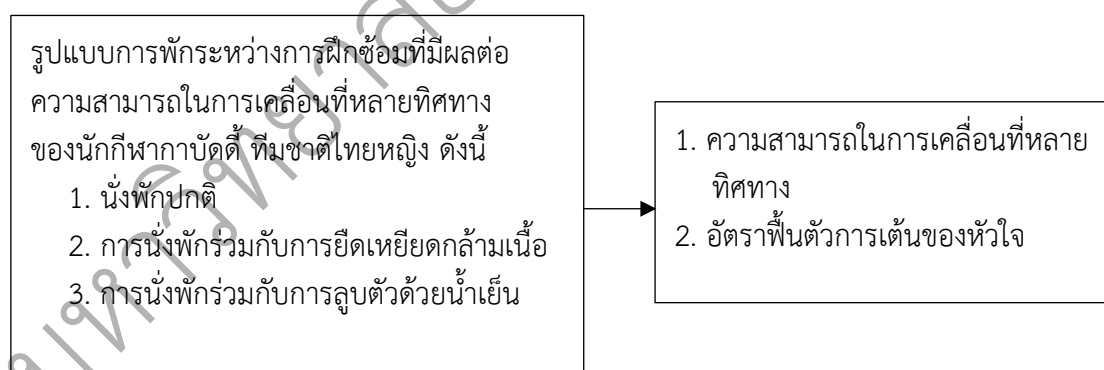 รูปแบบการพักระหว่างการฝึกซ้อมที่มีผลต่อ
ความสามารถในการเคลื่อนที่หลายทิศทาง
ของนักกีฬากาบัดดี้ ทีมชาติไทยหญิง ดังนี้
1. นั่งพักปกติ
2. การนั่งพักร่วมกับการยืดเหยียดกล้ามเนื้อ
3. การนั่งพักร่วมกับการลูบตัวด้วยน้ำเย็น
1. ความสามารถในการเคลื่อนที่หลาย
ทิศทาง
2. อัตราฟื้นตัวการเต้นของหัวใจ